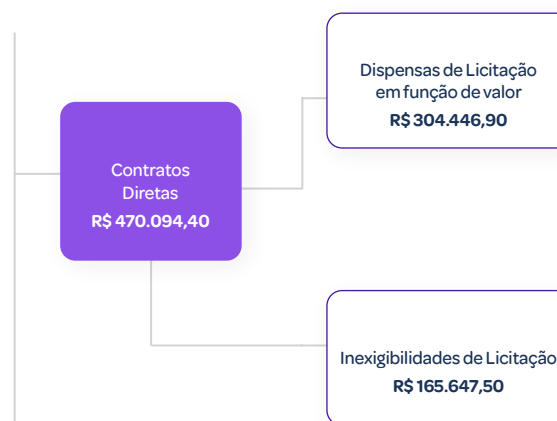 Dispensas de Licitação
em função de valor
R$ 304.446,90
Contratos
Diretas
R$ 470.094,40
Inexigibilidades de Licitação
R$ 165.647,50